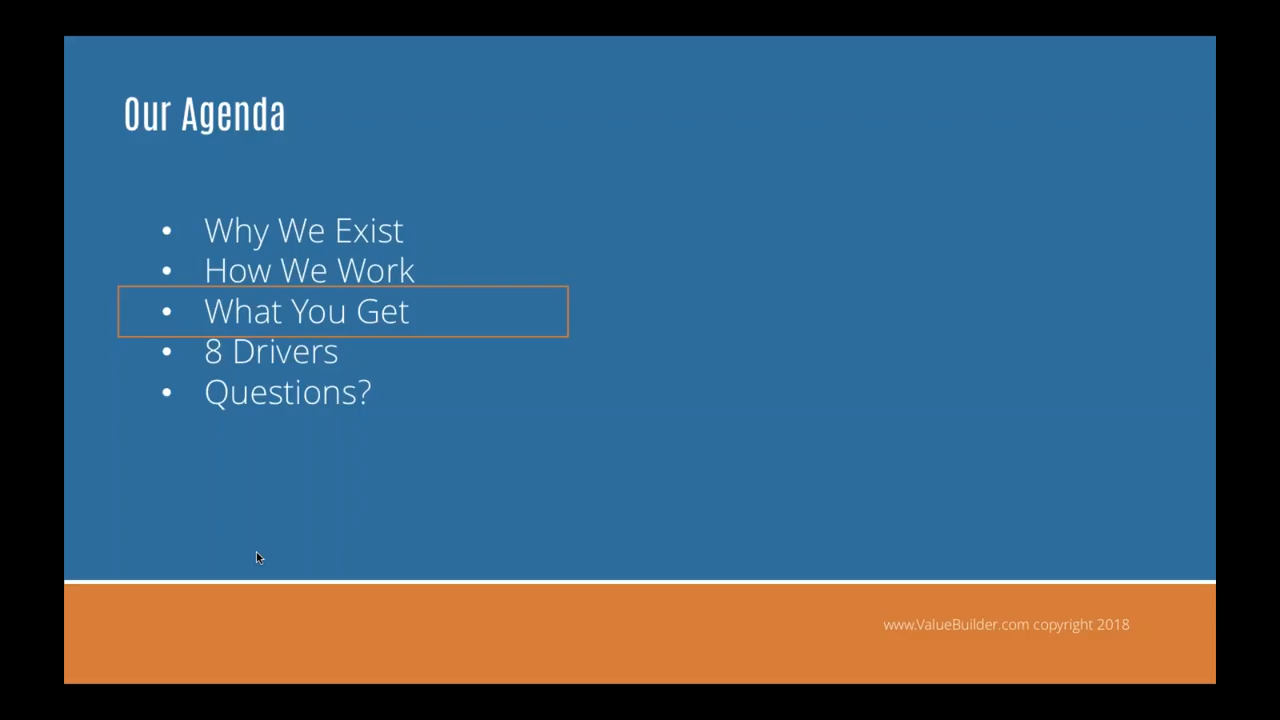 Our Agenda
• Why We Exist
• How We Work
• What You Get
• 8 Drivers
• Questions?
www.ValueBuilder.com copyright 2018